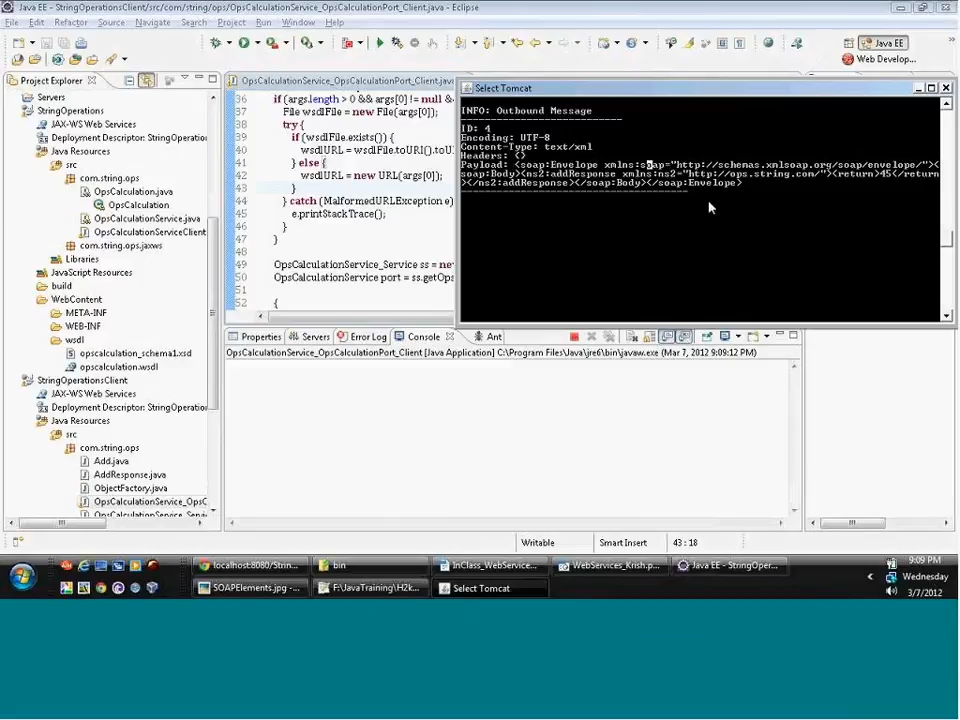 Java EE - StringOperationsClient/src/com/string/ops/OpsCalculationService_OpsCalculationPort_Client.java - Eclipse
File Edit Refactor Source Navigate Search Project Run Window Help
Java EE
Web Develop...
Project Explorer
Servers
StringOperations
JAX-WS Web Services
Deployment Descriptor: StringOperation
Java Resources
src
com.string.ops
OpsCalculation.java
OpsCalculation
OpsCalculationService.java
OpsCalculationServiceClient
com.string.ops.jaxws
Libraries
JavaScript Resources
build
WebContent
META-INF
WEB-INF
wsdl
opscalculation_schema1.xsd
opscalculation.wsdl
StringOperationsClient
JAX-WS Web Services
Deployment Descriptor: StringOperatio
Java Resources
src
com.string.ops
Add.java
AddResponse.java
ObjectFactory.java
OpsCalculationService_OpsC
OpsCalculationService_Servi
OpsCalculationService_OpsCalculationPort_Client.java
36 if (args.length > 0 && args[0] != null &
37 File wsdlFile = new File(args[0]);
38 try {
39 if (wsdlFile.exists()) {
40 wsdlURL = wsdlFile.toURI().toU
41 } else {
42 wsdlURL = new URL(args[0]);
43 }
44 } catch (MalformedURLException e)
45 e.printStackTrace();
46 }
47 }
48
49 OpsCalculationService_Service ss = new
50 OpsCalculationService port = ss.getOps
51
52 {
Select Tomcat
INFO: Outbound Message
---------------------------
ID: 4
Encoding: UTF-8
Content-Type: text/xml
Headers: {}
Payload: <soap:Envelope xmlns:soap="http://schemas.xmlsoap.org/soap/envelope/"><
soap:Body><ns2:addResponse xmlns:ns2="http://ops.string.com/"><return>45</return
></ns2:addResponse></soap:Body></soap:Envelope>
--------------------------------------
Properties Servers Error Log Console Ant
OpsCalculationService_OpsCalculationPort_Client [Java Application] C:\Program Files\Java\jre6\bin\javaw.exe (Mar 7, 2012 9:09:12 PM)
Writable Smart Insert 43 : 18
localhost:8080/Strin... bin InClass_WebService... WebServices_Krish.p... Java EE - StringOper...
SOAPElements.jpg -... F:\JavaTraining\H2k... Select Tomcat
9:09 PM
Wednesday
3/7/2012